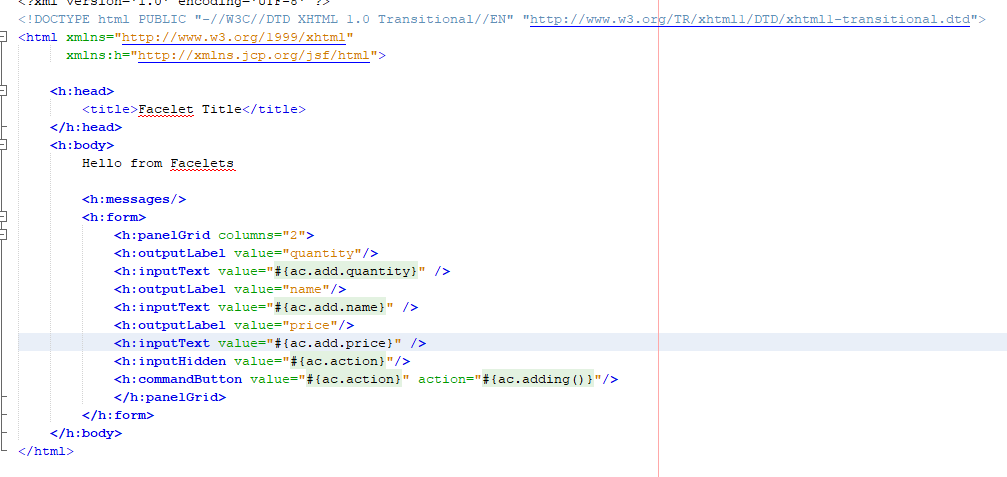 <?xml version='1.0' encoding='UTF-8' ?>
<!DOCTYPE html PUBLIC "-//W3C//DTD XHTML 1.0 Transitional//EN" "http://www.w3.org/TR/xhtml1/DTD/xhtml1-transitional.dtd">
<html xmlns="http://www.w3.org/1999/xhtml"
xmlns:h="http://xmlns.jcp.org/jsf/html">
<h:head>
<title>Facelet Title</title>
</h:head>
<h:body>
Hello from Facelets
<h:messages/>
<h:form>
<h:panelGrid columns="2">
<h:outputLabel value="quantity"/>
<h:inputText value="#{ac.add.quantity}" />
<h:outputLabel value="name"/>
<h:inputText value="#{ac.add.name}" />
<h:outputLabel value="price"/>
<h:inputText value="#{ac.add.price}" />
<h:inputHidden value="#{ac.action}"/>
<h:commandButton value="#{ac.action}" action="#{ac.adding()}"/>
</h:panelGrid>
</h:form>
</h:body>
</html>